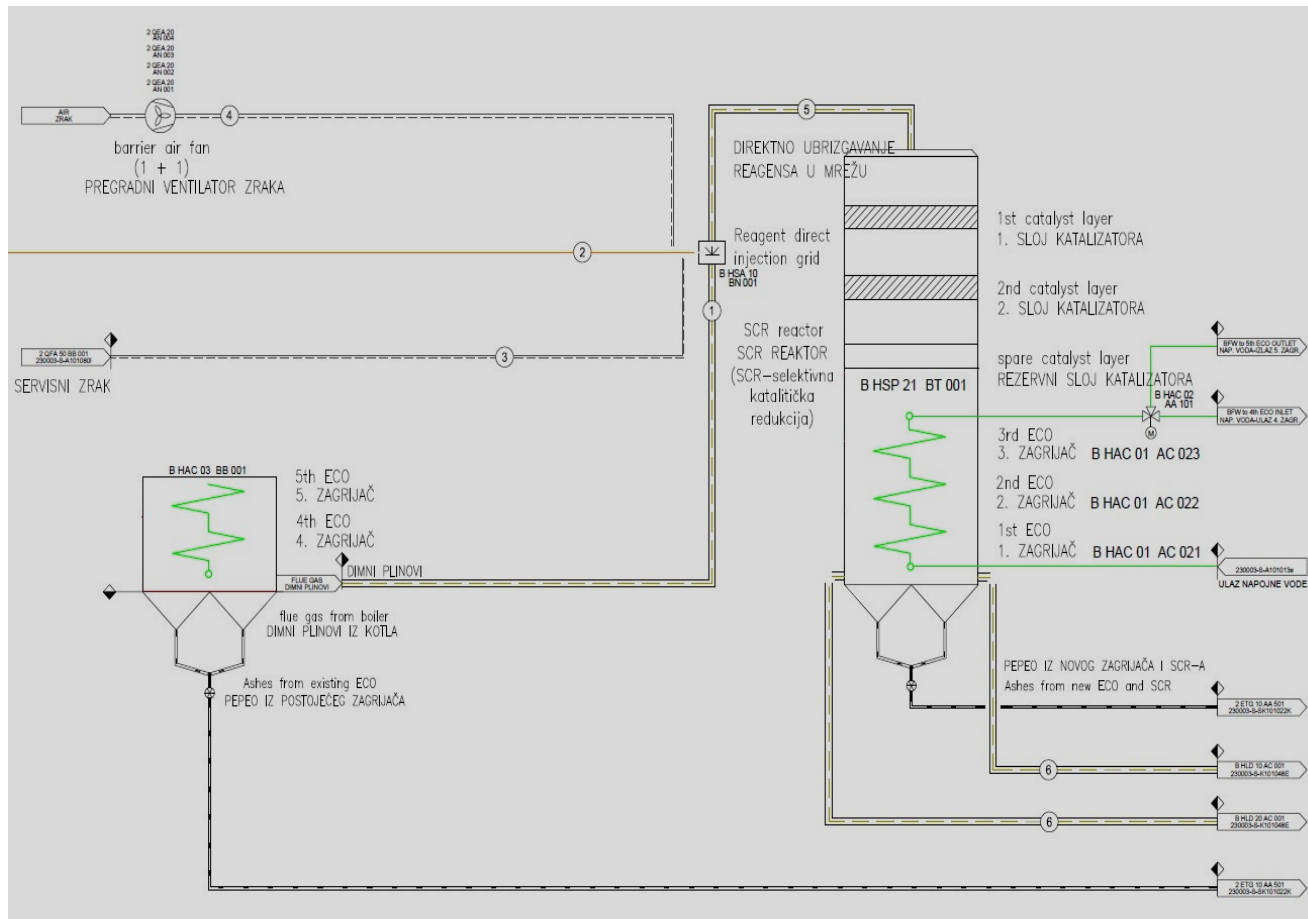 2 QEA 20
AN 004
2 QEA 20
AN 003
2 QEA 20
AN 002
2 QEA 20
AN 001
AIR
ZRAK
4
5
barrier air fan
(1 + 1)
PREGRADNI VENTILATOR ZRAKA
DIREKTNO UBRIZGAVANJE
REAGENSA U MREŽU
1st catalyst layer
1. SLOJ KATALIZATORA
2
Reagent direct
injection grid
B HSA 10
BN 001
2nd catalyst layer
2. SLOJ KATALIZATORA
1
SCR reactor
SCR REAKTOR
(SCR-selektivna
katalitička
redukcija)
2 QFA 50 BB 001
230003-S-A101080I
3
SERVISNI ZRAK
spare catalyst layer
REZERVNI SLOJ KATALIZATORA
BFW to 5th ECO OUTLET
NAP. VODA-IZLAZ 5. ZAGR.
B HSP 21 BT 001
B HAC 02
AA 101
BFW to 4th ECO INLET
NAP. VODA-ULAZ 4. ZAGR.
M
3rd ECO
3. ZAGRIJAČ B HAC 01 AC 023
2nd ECO
2. ZAGRIJAČ B HAC 01 AC 022
1st ECO
1. ZAGRIJAČ B HAC 01 AC 021
230003-S-A101013e
ULAZ NAPOJNE VODE
B HAC 03 BB 001
5th ECO
5. ZAGRIJAČ
4th ECO
4. ZAGRIJAČ
DIMNI PLINOVI
FLUE GAS
DIMNI PLINOVI
flue gas from boiler
DIMNI PLINOVI IZ KOTLA
Ashes from existing ECO
PEPEO IZ POSTOJEĆEG ZAGRIJAČA
PEPEO IZ NOVOG ZAGRIJAČA I SCR-A
Ashes from new ECO and SCR
2 ETG 10 AA 501
230003-S-SK101022K
6
B HLD 10 AC 001
230003-S-K101048E
6
B HLD 20 AC 001
230003-S-K101048E
2 ETG 10 AA 501
230003-S-SK101022K